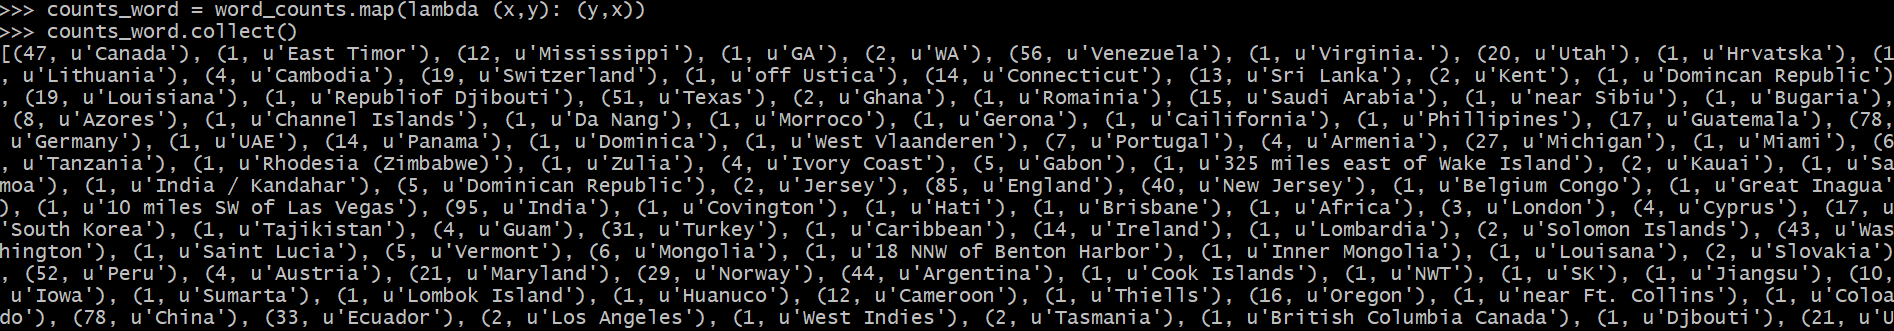 >>> counts_word = word_counts.map(lambda (x,y): (y,x))
>>> counts_word.collect()
[(47, u'Canada'), (1, u'East Timor'), (12, u'Mississippi'), (1, u'GA'), (2, u'WA'), (56, u'Venezuela'), (1, u'Virginia.'), (20, u'Utah'), (1, u'Hrvatska'), (1
, u'Lithuania'), (4, u'Cambodia'), (19, u'Switzerland'), (1, u'off Ustica'), (14, u'Connecticut'), (13, u'Sri Lanka'), (2, u'Kent'), (1, u'Domincan Republic')
, (19, u'Louisiana'), (1, u'Republiof Djibouti'), (51, u'Texas'), (2, u'Ghana'), (1, u'Romainia'), (15, u'Saudi Arabia'), (1, u'near Sibiu'), (1, u'Bugaria'),
(8, u'Azores'), (1, u'Channel Islands'), (1, u'Da Nang'), (1, u'Morroco'), (1, u'Gerona'), (1, u'Cailifornia'), (1, u'Phillipines'), (17, u'Guatemala'), (78,
u'Germany'), (1, u'UAE'), (14, u'Panama'), (1, u'Dominica'), (1, u'West Vlaanderen'), (7, u'Portugal'), (4, u'Armenia'), (27, u'Michigan'), (1, u'Miami'), (6
, u'Tanzania'), (1, u'Rhodesia (Zimbabwe)'), (1, u'Zulia'), (4, u'Ivory Coast'), (5, u'Gabon'), (1, u'325 miles east of Wake Island'), (2, u'Kauai'), (1, u'Sa
moa'), (1, u'India / Kandahar'), (5, u'Dominican Republic'), (2, u'Jersey'), (85, u'England'), (40, u'New Jersey'), (1, u'Belgium Congo'), (1, u'Great Inagua'
), (1, u'10 miles SW of Las Vegas'), (95, u'India'), (1, u'Covington'), (1, u'Hati'), (1, u'Brisbane'), (1, u'Africa'), (3, u'London'), (4, u'Cyprus'), (17, u
'South Korea'), (1, u'Tajikistan'), (4, u'Guam'), (31, u'Turkey'), (1, u'Caribbean'), (14, u'Ireland'), (1, u'Lombardia'), (2, u'Solomon Islands'), (43, u'Was
hington'), (1, u'Saint Lucia'), (5, u'Vermont'), (6, u'Mongolia'), (1, u'18 NNW of Benton Harbor'), (1, u'Inner Mongolia'), (1, u'Louisana'), (2, u'Slovakia')
, (52, u'Peru'), (4, u'Austria'), (21, u'Maryland'), (29, u'Norway'), (44, u'Argentina'), (1, u'Cook Islands'), (1, u'NWT'), (1, u'SK'), (1, u'Jiangsu'), (10,
u'Iowa'), (1, u'Sumarta'), (1, u'Lombok Island'), (1, u'Huanuco'), (12, u'Cameroon'), (1, u'Thiells'), (16, u'Oregon'), (1, u'near Ft. Collins'), (1, u'Coloa
do'), (78, u'China'), (33, u'Ecuador'), (2, u'Los Angeles'), (1, u'West Indies'), (2, u'Tasmania'), (1, u'British Columbia Canada'), (1, u'Djbouti'), (21, u'U